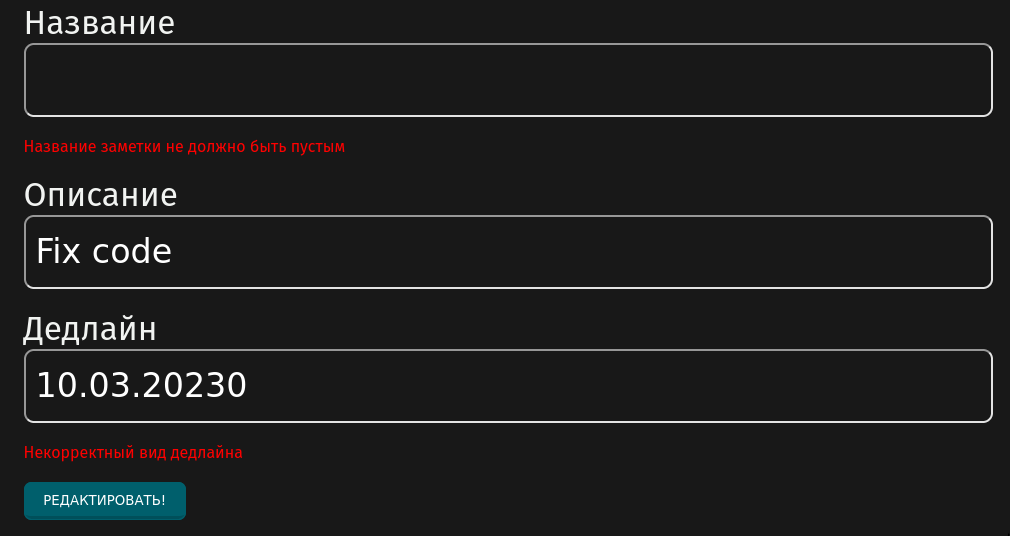 Название
Название заметки не должно быть пустым
Описание
Fix code
Дедлайн
10.03.20230
Некорректный вид дедлайна
РЕДАКТИРОВАТЬ!